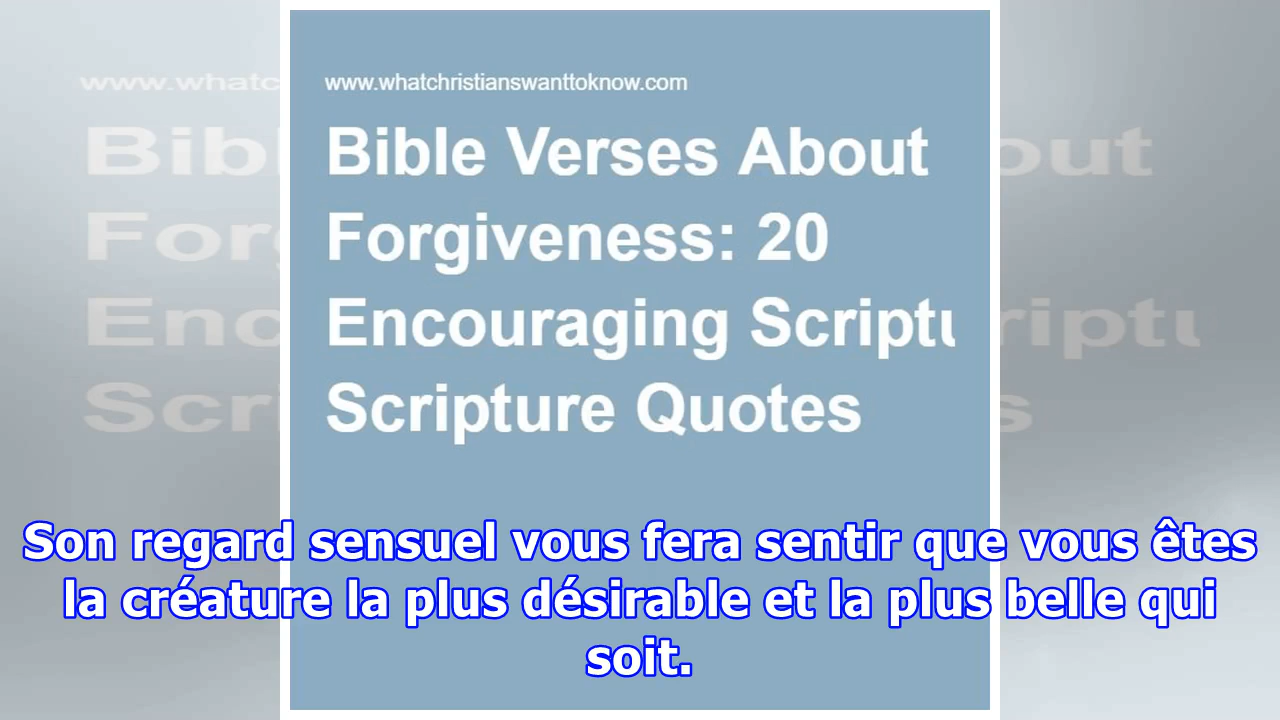 www.whatchristianswanttoknow.com
Bible Verses About
Forgiveness: 20
Encouraging Scriptu
Scripture Quotes
Son regard sensuel vous fera sentir que vous êtes
la créature la plus désirable et la plus belle qui
soit.